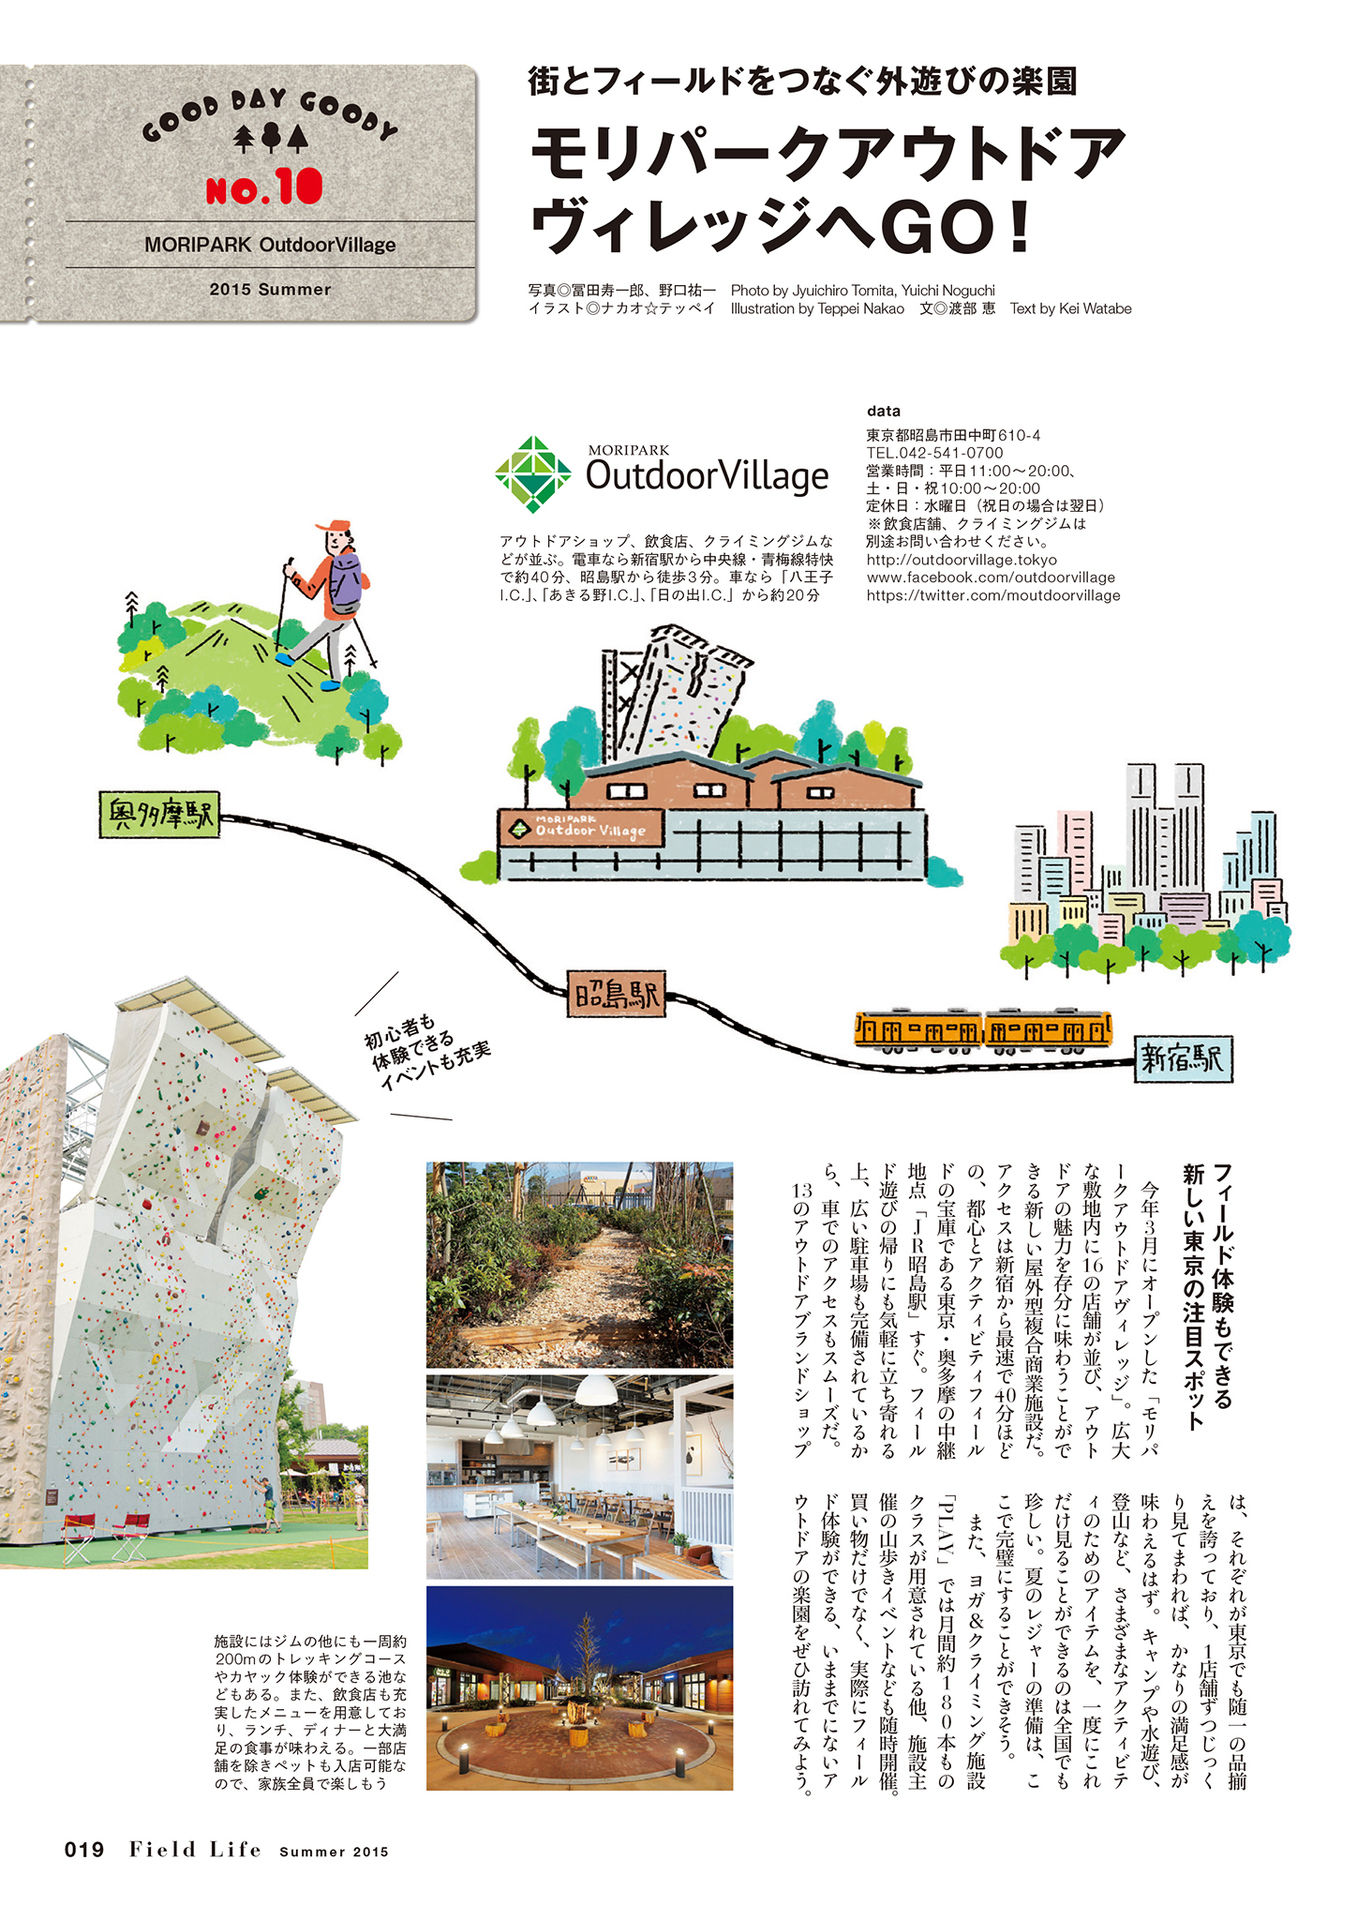 GOOD DAY GOODY
NO.10
MORIPARK OutdoorVillage
2015 Summer
街とフィールドをつなぐ外遊びの楽園
モリパークアウトドア
ヴィレッジへGO！
写真◎冨田寿一郎、野口祐一　Photo by Jyuichiro Tomita, Yuichi Noguchi
イラスト◎ナカオ☆テッペイ　Illustration by Teppei Nakao　文◎渡部 恵　Text by Kei Watabe
MORIPARK
OutdoorVillage
アウトドアショップ、飲食店、クライミングジムな
どが並ぶ。電車なら新宿駅から中央線・青梅線特快
で約40分、昭島駅から徒歩3分。車なら「八王子
I.C.」、「あきる野I.C.」、「日の出I.C.」から約20分
data
東京都昭島市田中町610-4
TEL.042-541-0700
営業時間：平日11:00〜20:00、
土・日・祝10:00〜20:00
定休日：水曜日（祝日の場合は翌日）
※飲食店舗、クライミングジムは
別途お問い合わせください。
http://outdoorvillage.tokyo
www.facebook.com/outdoorvillage
https://twitter.com/moutdoorvillage
MORIPARK
Outdoor Village
奥多摩駅
昭島駅
新宿駅
初心者も
体験できる
イベントも充実
フィールド体験もできる
新しい東京の注目スポット
今年3月にオープンした「モリパ
ークアウトドアヴィレッジ」。広大
な敷地内に16の店舗が並び、アウト
ドアの魅力を存分に味わうことがで
きる新しい屋外型複合商業施設だ。
アクセスは新宿から最速で40分ほど
の、都心とアクティビティフィール
ドの宝庫である東京・奥多摩の中継
地点「JR昭島駅」すぐ。フィール
ド遊びの帰りにも気軽に立ち寄れる
上、広い駐車場も完備されているか
ら、車でのアクセスもスムーズだ。
13のアウトドアブランドショップ
は、それぞれが東京でも随一の品揃
えを誇っており、1店舗ずつじっく
り見てまわれば、かなりの満足感が
味わえるはず。キャンプや水遊び、
登山など、さまざまなアクティビテ
ィのためのアイテムを、一度にこれ
だけ見ることができるのは全国でも
珍しい。夏のレジャーの準備は、こ
こで完璧にすることができそう。
また、ヨガ&クライミング施設
「PLAY」では月間約180本もの
クラスが用意されている他、施設主
催の山歩きイベントなども随時開催。
買い物だけでなく、実際にフィール
ド体験ができる、いままでにないア
ウトドアの楽園をぜひ訪れてみよう。
施設にはジムの他にも一周約
200mのトレッキングコース
やカヤック体験ができる池な
どもある。また、飲食店も充
実したメニューを用意してお
り、ランチ、ディナーと大満
足の食事が味わえる。一部店
舗を除きペットも入店可能な
ので、家族全員で楽しもう
019 Field Life Summer 2015